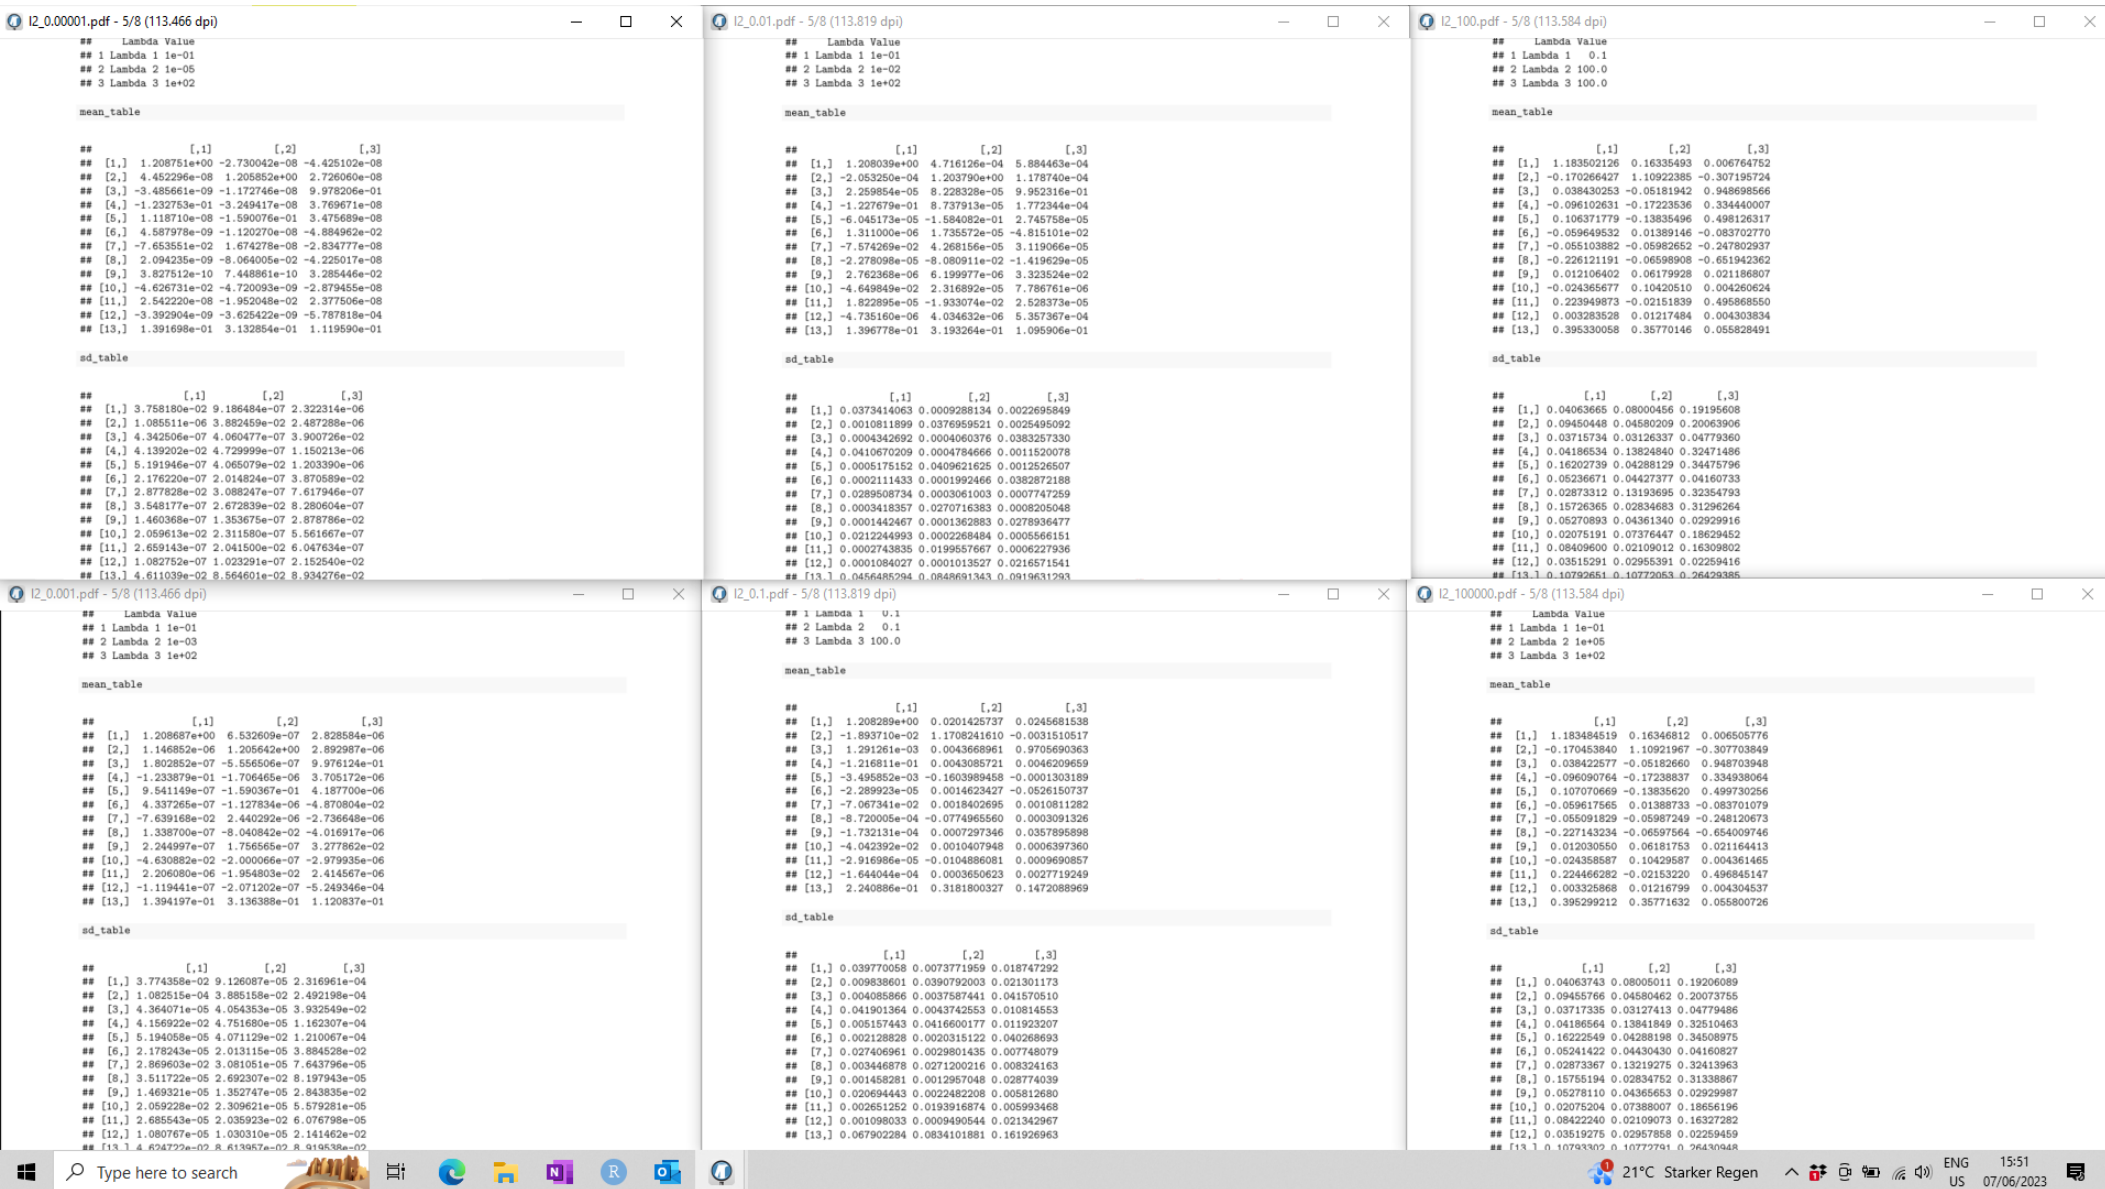 l2_0.00001.pdf - 5/8 (113.466 dpi)
## Lambda Value
## 1 Lambda 1 1e-01
## 2 Lambda 2 1e-05
## 3 Lambda 3 1e+02
mean_table
## [,1] [,2] [,3]
## [1,] 1.208751e+00 -2.730042e-08 -4.425102e-08
## [2,] 4.452296e-08 1.205852e+00 2.726060e-08
## [3,] -3.485661e-09 -1.172746e-08 9.978206e-01
## [4,] -1.232753e-01 -3.249417e-08 3.769671e-08
## [5,] 1.118710e-08 -1.590076e-01 3.475689e-08
## [6,] 4.587978e-09 -1.120270e-08 -4.884962e-02
## [7,] -7.653551e-02 1.674278e-08 -2.834777e-08
## [8,] 2.094235e-09 -8.064005e-02 -4.225017e-08
## [9,] 3.827512e-10 7.448861e-10 3.285446e-02
## [10,] -4.626731e-02 -4.720093e-09 -2.879455e-08
## [11,] 2.542220e-08 -1.952048e-02 2.377506e-08
## [12,] -3.392904e-09 -3.625422e-09 -5.787818e-04
## [13,] 1.391698e-01 3.132854e-01 1.119590e-01
sd_table
## [,1] [,2] [,3]
## [1,] 3.758180e-02 9.186484e-07 2.322314e-06
## [2,] 1.085511e-06 3.882459e-02 2.487288e-06
## [3,] 4.342506e-07 4.060477e-07 3.900726e-02
## [4,] 4.139202e-02 4.729999e-07 1.150213e-06
## [5,] 5.191946e-07 4.065079e-02 1.203390e-06
## [6,] 2.176220e-07 2.014824e-07 3.870589e-02
## [7,] 2.877828e-02 3.088247e-07 7.617946e-07
## [8,] 3.548177e-07 2.672839e-02 8.280604e-07
## [9,] 1.460368e-07 1.353675e-07 2.878786e-02
## [10,] 2.059613e-02 2.311580e-07 5.561667e-07
## [11,] 2.659143e-07 2.041500e-02 6.047634e-07
## [12,] 1.082752e-07 1.023291e-07 2.152540e-02
## [13,] 4.611039e-02 8.564601e-02 8.934276e-02
l2_0.01.pdf - 5/8 (113.819 dpi)
## Lambda Value
## 1 Lambda 1 1e-01
## 2 Lambda 2 1e-02
## 3 Lambda 3 1e+02
mean_table
## [,1] [,2] [,3]
## [1,] 1.208039e+00 4.716126e-04 5.884463e-04
## [2,] -2.053250e-04 1.203790e+00 1.178740e-04
## [3,] 2.259854e-05 8.228328e-05 9.952316e-01
## [4,] -1.227679e-01 8.737913e-05 1.772344e-04
## [5,] -6.045173e-05 -1.584082e-01 2.745758e-05
## [6,] 1.311000e-06 1.735572e-05 -4.815101e-02
## [7,] -7.574269e-02 4.268156e-05 3.119066e-05
## [8,] -2.278098e-05 -8.080911e-02 -1.419629e-05
## [9,] 2.762368e-06 6.199977e-06 3.323524e-02
## [10,] -4.649849e-02 2.316892e-05 7.786761e-06
## [11,] 1.822895e-05 -1.933074e-02 2.528373e-05
## [12,] -4.735160e-06 4.034632e-06 5.357367e-04
## [13,] 1.396778e-01 3.193264e-01 1.095906e-01
sd_table
## [,1] [,2] [,3]
## [1,] 0.0373414063 0.0009288134 0.0022695849
## [2,] 0.0010811899 0.0376959521 0.0025495092
## [3,] 0.0004342692 0.0004060376 0.0383257330
## [4,] 0.0410670209 0.0004784666 0.0011520078
## [5,] 0.0005175152 0.0409621625 0.0012526507
## [6,] 0.0002111433 0.0001992466 0.0382872188
## [7,] 0.0289508734 0.0003061003 0.0007747259
## [8,] 0.0003418357 0.0270716383 0.0008205048
## [9,] 0.0001442467 0.0001362883 0.0278936477
## [10,] 0.0212244993 0.0002268484 0.0005566151
## [11,] 0.0002743835 0.0199557667 0.0006227936
## [12,] 0.0001084027 0.0001013527 0.0216571541
## [13,] 0.0456485294 0.0848691343 0.0919631293
l2_100.pdf - 5/8 (113.584 dpi)
## Lambda Value
## 1 Lambda 1 0.1
## 2 Lambda 2 100.0
## 3 Lambda 3 100.0
mean_table
## [,1] [,2] [,3]
## [1,] 1.183502126 0.16335493 0.006764752
## [2,] -0.170266427 1.10922385 -0.307195724
## [3,] 0.038430253 -0.05181942 0.948698566
## [4,] -0.096102631 -0.17223536 0.334440007
## [5,] 0.106371779 -0.13835496 0.498126317
## [6,] -0.059649532 0.01389146 -0.083702770
## [7,] -0.055103882 -0.05982652 -0.247802937
## [8,] -0.226121191 -0.06598908 -0.651942362
## [9,] 0.012106402 0.06179928 0.021186807
## [10,] -0.024365677 0.10420510 0.004260624
## [11,] 0.223949873 -0.02151839 0.495868550
## [12,] 0.003283528 0.01217484 0.004303834
## [13,] 0.395330058 0.35770146 0.055828491
sd_table
## [,1] [,2] [,3]
## [1,] 0.04063665 0.08000456 0.19195608
## [2,] 0.09450448 0.04580209 0.20063906
## [3,] 0.03715734 0.03126337 0.04779360
## [4,] 0.04186534 0.13824840 0.32471486
## [5,] 0.16202739 0.04288129 0.34475796
## [6,] 0.05236671 0.04427377 0.04160733
## [7,] 0.02873312 0.13193695 0.32354793
## [8,] 0.15726365 0.02834683 0.31296264
## [9,] 0.05270893 0.04361340 0.02929916
## [10,] 0.02075191 0.07376447 0.18629452
## [11,] 0.08409600 0.02109012 0.16309802
## [12,] 0.03515291 0.02955391 0.02259416
## [13,] 0.10792651 0.10772053 0.26429385
l2_0.001.pdf - 5/8 (113.466 dpi)
## Lambda Value
## 1 Lambda 1 1e-01
## 2 Lambda 2 1e-03
## 3 Lambda 3 1e+02
mean_table
## [,1] [,2] [,3]
## [1,] 1.208687e+00 6.532609e-07 2.828584e-06
## [2,] 1.146852e-06 1.205642e+00 2.892987e-06
## [3,] 1.802852e-07 -5.556506e-07 9.976124e-01
## [4,] -1.233879e-01 -1.706465e-06 3.705172e-06
## [5,] 9.541149e-07 -1.590367e-01 4.187700e-06
## [6,] 4.337265e-07 -1.127834e-06 -4.870804e-02
## [7,] -7.639168e-02 2.440292e-06 -2.736648e-06
## [8,] 1.338700e-07 -8.040842e-02 -4.016917e-06
## [9,] 2.244997e-07 1.756565e-07 3.277862e-02
## [10,] -4.630882e-02 -2.000066e-07 -2.979935e-06
## [11,] 2.206080e-06 -1.954803e-02 2.414567e-06
## [12,] -1.119441e-07 -2.071202e-07 -5.249346e-04
## [13,] 1.394197e-01 3.136388e-01 1.120837e-01
sd_table
## [,1] [,2] [,3]
## [1,] 3.774358e-02 9.126087e-05 2.316961e-04
## [2,] 1.082515e-04 3.885158e-02 2.492198e-04
## [3,] 4.364071e-05 4.054353e-05 3.932549e-02
## [4,] 4.156922e-02 4.751680e-05 1.162307e-04
## [5,] 5.194058e-05 4.071129e-02 1.210067e-04
## [6,] 2.178243e-05 2.013115e-05 3.884528e-02
## [7,] 2.869603e-02 3.081051e-05 7.643796e-05
## [8,] 3.511722e-05 2.692307e-02 8.197943e-05
## [9,] 1.469321e-05 1.352747e-05 2.843835e-02
## [10,] 2.059228e-02 2.309621e-05 5.579281e-05
## [11,] 2.685543e-05 2.035923e-02 6.076798e-05
## [12,] 1.080767e-05 1.030310e-05 2.141462e-02
## [13,] 4.624722e-02 8.613957e-02 8.919538e-02
l2_0.1.pdf - 5/8 (113.819 dpi)
## 1 Lambda 1 0.1
## 2 Lambda 2 0.1
## 3 Lambda 3 100.0
mean_table
## [,1] [,2] [,3]
## [1,] 1.208289e+00 0.0201425737 0.0245681538
## [2,] -1.893710e-02 1.1708241610 -0.0031510517
## [3,] 1.291261e-03 0.0043668961 0.9705690363
## [4,] -1.216811e-01 0.0043085721 0.0046209659
## [5,] -3.495852e-03 -0.1603989458 -0.0001303189
## [6,] -2.289923e-05 0.0014623427 -0.0526150737
## [7,] -7.067341e-02 0.0018402695 0.0010811282
## [8,] -8.720005e-04 -0.0774965560 0.0003091326
## [9,] -1.732131e-04 0.0007297346 0.0357895898
## [10,] -4.042392e-02 0.0010407948 0.0006397360
## [11,] -2.916986e-05 -0.0104886081 0.0009690857
## [12,] -1.644044e-04 0.0003650623 0.0027719249
## [13,] 2.240886e-01 0.3181800327 0.1472088969
sd_table
## [,1] [,2] [,3]
## [1,] 0.039770058 0.0073771959 0.018747292
## [2,] 0.009838601 0.0390792003 0.021301173
## [3,] 0.004085866 0.0037587441 0.041570510
## [4,] 0.041901364 0.0043742553 0.010814553
## [5,] 0.005157443 0.0416600177 0.011923207
## [6,] 0.002128828 0.0020315122 0.040268693
## [7,] 0.027406961 0.0029801435 0.007748079
## [8,] 0.003446878 0.0271200216 0.008324163
## [9,] 0.001458281 0.0012957048 0.028774039
## [10,] 0.020694443 0.0022482208 0.005812680
## [11,] 0.002651252 0.0193916874 0.005993468
## [12,] 0.001098033 0.0009490544 0.021342967
## [13,] 0.067902284 0.0834101881 0.161926963
l2_100000.pdf - 5/8 (113.584 dpi)
## Lambda Value
## 1 Lambda 1 1e-01
## 2 Lambda 2 1e+05
## 3 Lambda 3 1e+02
mean_table
## [,1] [,2] [,3]
## [1,] 1.183484519 0.16346812 0.006505776
## [2,] -0.170453840 1.10921967 -0.307703849
## [3,] 0.038422577 -0.05182660 0.948703948
## [4,] -0.096090764 -0.17238837 0.334938064
## [5,] 0.107070669 -0.13835620 0.499730256
## [6,] -0.059617565 0.01388733 -0.083701079
## [7,] -0.055091829 -0.05987249 -0.248120673
## [8,] -0.227143234 -0.06597564 -0.654009746
## [9,] 0.012030550 0.06181753 0.021164413
## [10,] -0.024358587 0.10429587 0.004361465
## [11,] 0.224466282 -0.02153220 0.496845147
## [12,] 0.003325868 0.01216799 0.004304537
## [13,] 0.395299212 0.35771632 0.055800726
sd_table
## [,1] [,2] [,3]
## [1,] 0.04063743 0.08005011 0.19206089
## [2,] 0.09455766 0.04580462 0.20073755
## [3,] 0.03717335 0.03127413 0.04779486
## [4,] 0.04186564 0.13841849 0.32510463
## [5,] 0.16222549 0.04288198 0.34508975
## [6,] 0.05241422 0.04430430 0.04160827
## [7,] 0.02873367 0.13219275 0.32413963
## [8,] 0.15755194 0.02834752 0.31338867
## [9,] 0.05278110 0.04365653 0.02929987
## [10,] 0.02075204 0.07388007 0.18656196
## [11,] 0.08422240 0.02109073 0.16327282
## [12,] 0.03519275 0.02957858 0.02259459
## [13,] 0.10793302 0.10772791 0.26430948
Type here to search
N
R
O
1
21°C Starker Regen
1
ENG
US
15:51
07/06/2023